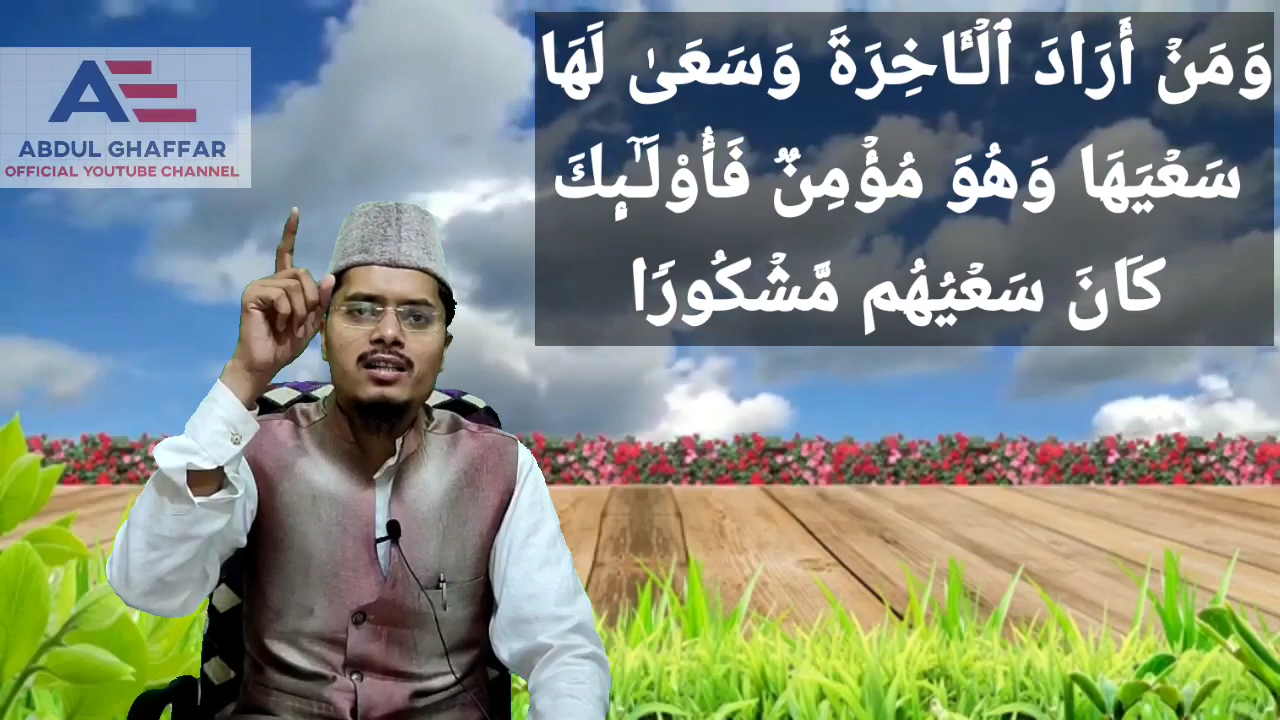 AE
ABDUL GHAFFAR
OFFICIAL YOUTUBE CHANNEL
وَمَنۡ أَرَادَ ٱلۡـَٔاخِرَةَ وَسَعَىٰ لَهَا
سَعۡيَهَا وَهُوَ مُؤۡمِنٌ فَأُوْلَـٰٓئِكَ
كَانَ سَعۡيُهُم مَّشۡكُورًا